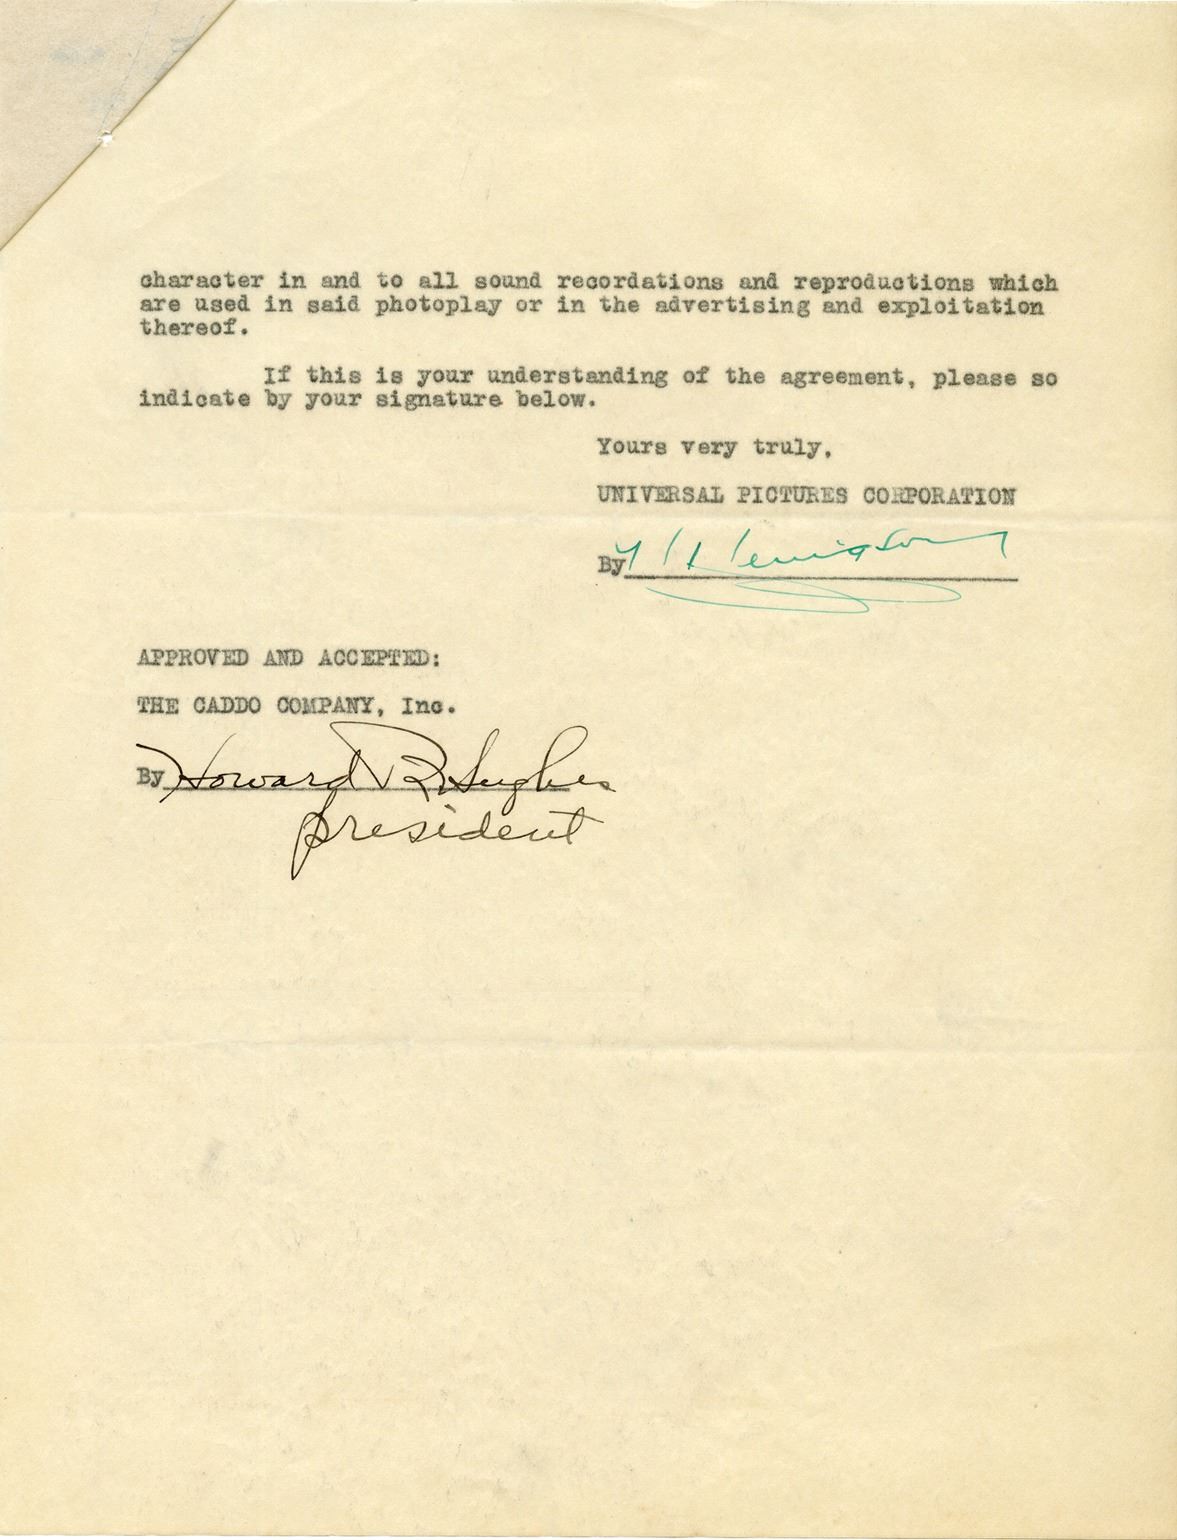 character in and to all sound recordations and reproductions which
are used in said photoplay or in the advertising and exploitation
thereof.
If this is your understanding of the agreement, please so
indicate by your signature below.
Yours very truly,
UNIVERSAL PICTURES CORPORATION
By
APPROVED AND ACCEPTED:
THE CADDO COMPANY, Inc.
By Howard R. Hughes
president